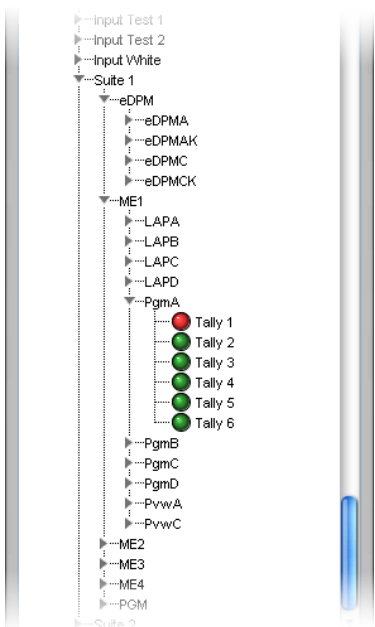 Input Test 1
Input Test 2
Input White
Suite 1
eDPM
eDPMA
eDPMAK
eDPMC
eDPMCK
ME1
LAPA
LAPB
LAPC
LAPD
PgmA
Tally 1
Tally 2
Tally 3
Tally 4
Tally 5
Tally 6
PgmB
PgmC
PgmD
PvwA
PvwC
ME2
ME3
ME4
PGM
Suite 2